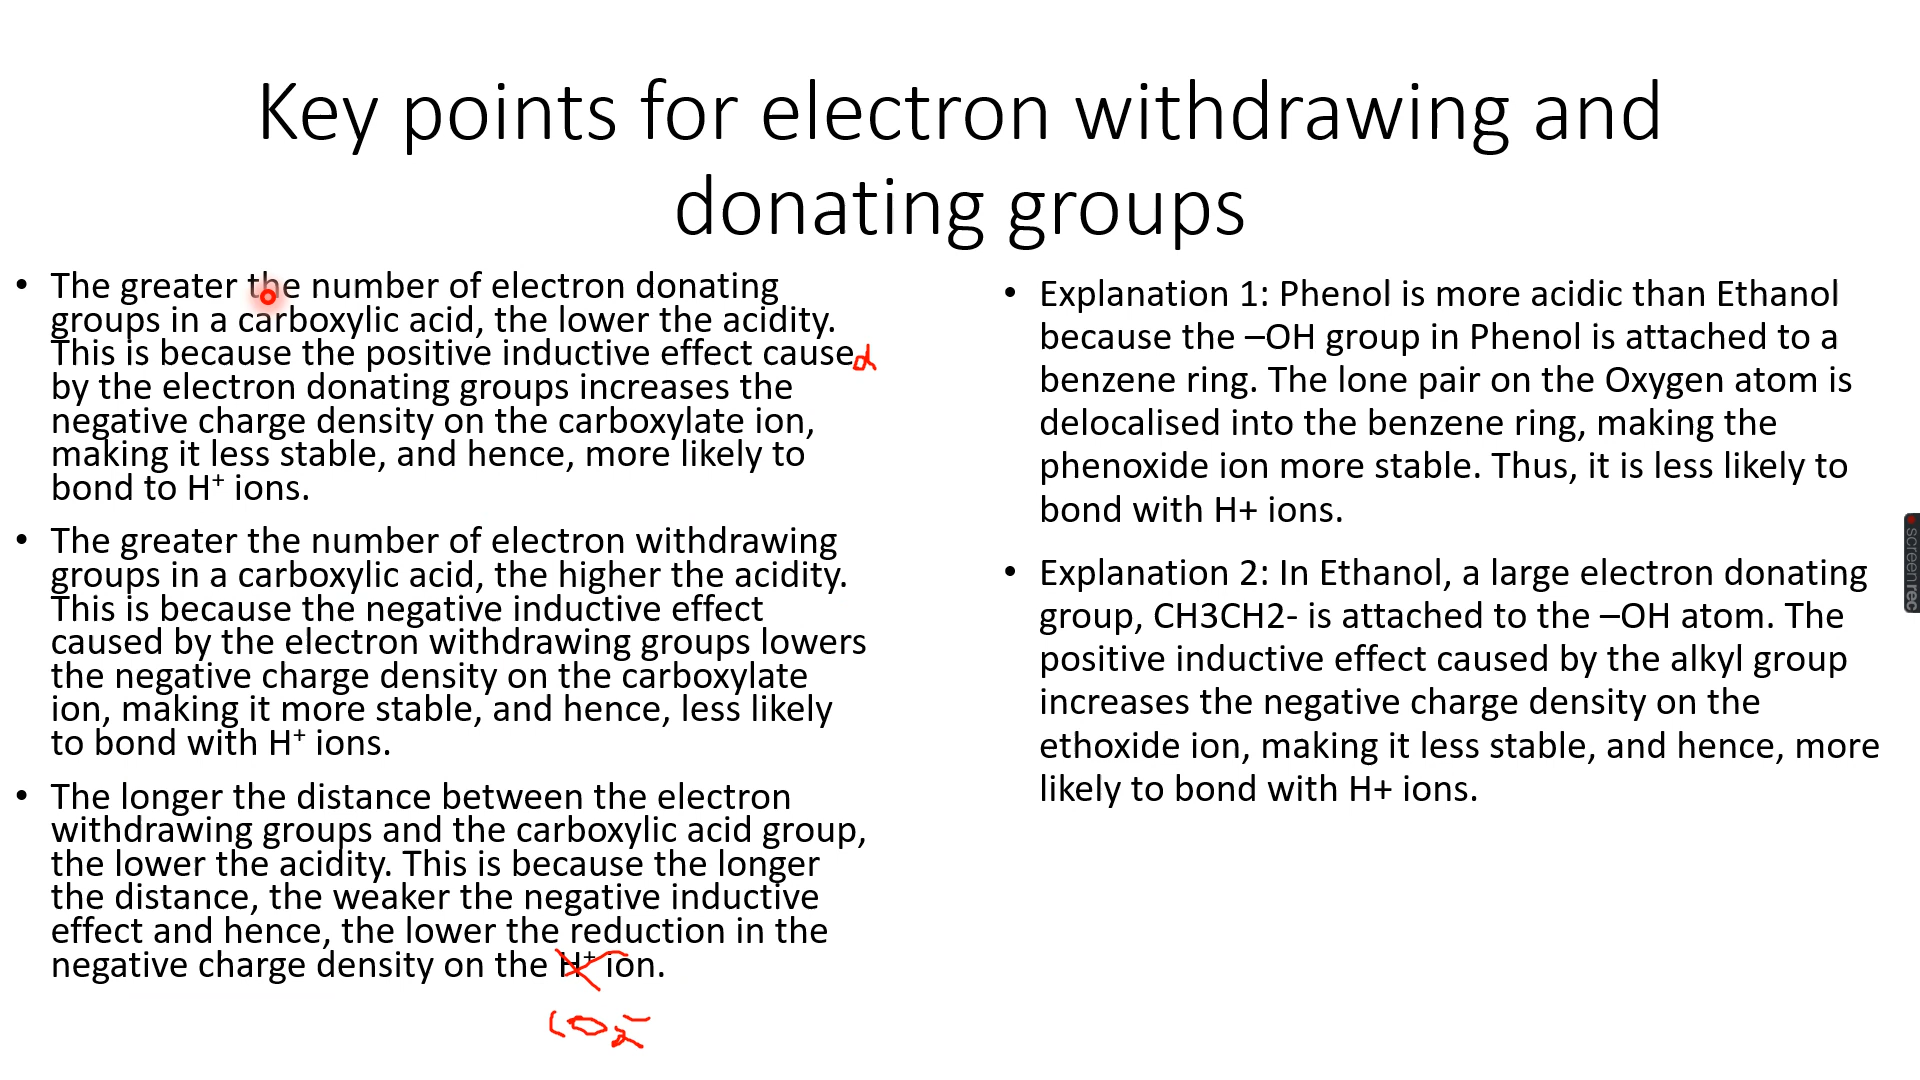 Key points for electron withdrawing and
donating groups
• The greater the number of electron donating
groups in a carboxylic acid, the lower the acidity.
This is because the positive inductive effect caused
by the electron donating groups increases the
negative charge density on the carboxylate ion,
making it less stable, and hence, more likely to
bond to H⁺ ions.
• The greater the number of electron withdrawing
groups in a carboxylic acid, the higher the acidity.
This is because the negative inductive effect
caused by the electron withdrawing groups lowers
the negative charge density on the carboxylate
ion, making it more stable, and hence, less likely
to bond with H⁺ ions.
• The longer the distance between the electron
withdrawing groups and the carboxylic acid group,
the lower the acidity. This is because the longer
the distance, the weaker the negative inductive
effect and hence, the lower the reduction in the
negative charge density on the H⁺ ion.
CO₂⁻
• Explanation 1: Phenol is more acidic than Ethanol
because the –OH group in Phenol is attached to a
benzene ring. The lone pair on the Oxygen atom is
delocalised into the benzene ring, making the
phenoxide ion more stable. Thus, it is less likely to
bond with H+ ions.
• Explanation 2: In Ethanol, a large electron donating
group, CH3CH2- is attached to the –OH atom. The
positive inductive effect caused by the alkyl group
increases the negative charge density on the
ethoxide ion, making it less stable, and hence, more
likely to bond with H+ ions.
screenrec